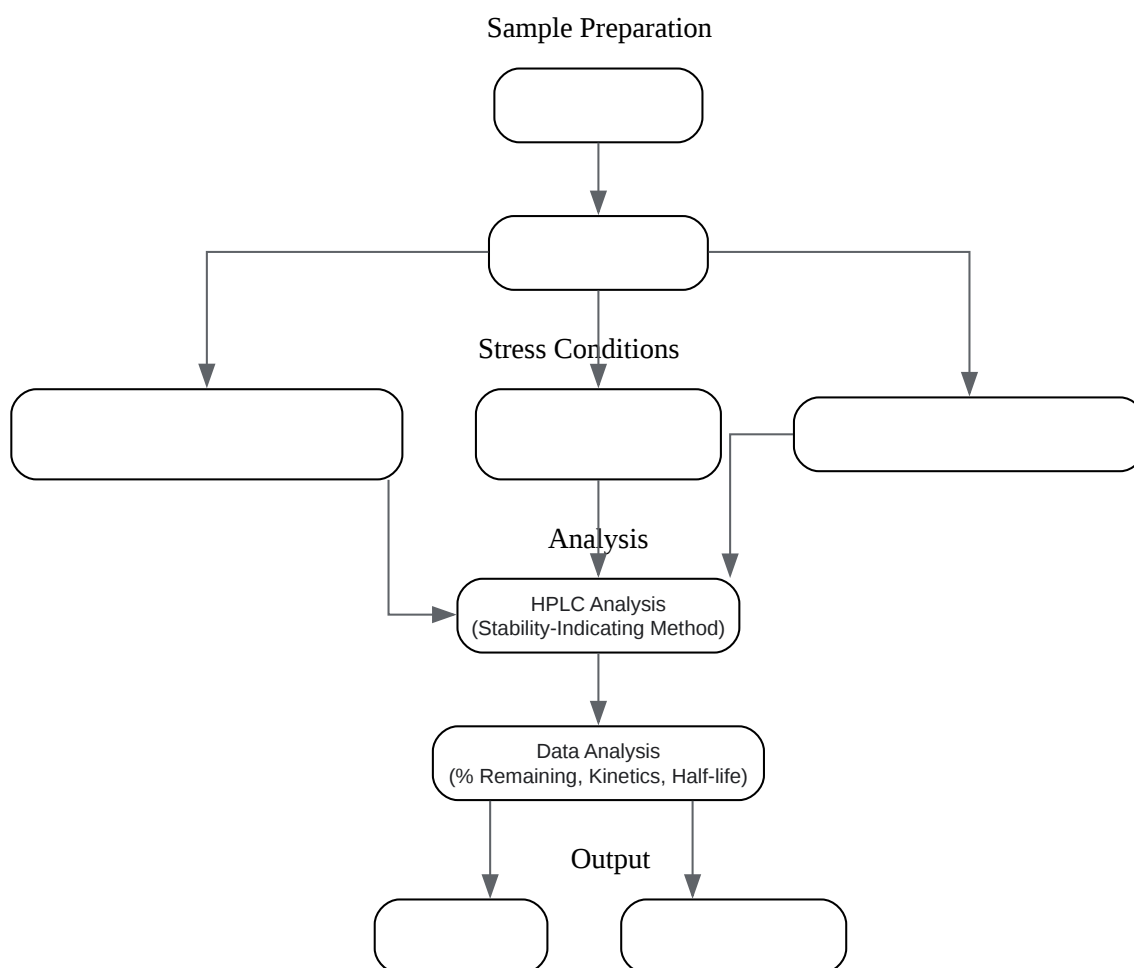 Sample Preparation
Stress Conditions
Analysis
HPLC Analysis
(Stability-Indicating Method)
Data Analysis
(% Remaining, Kinetics, Half-life)
Output